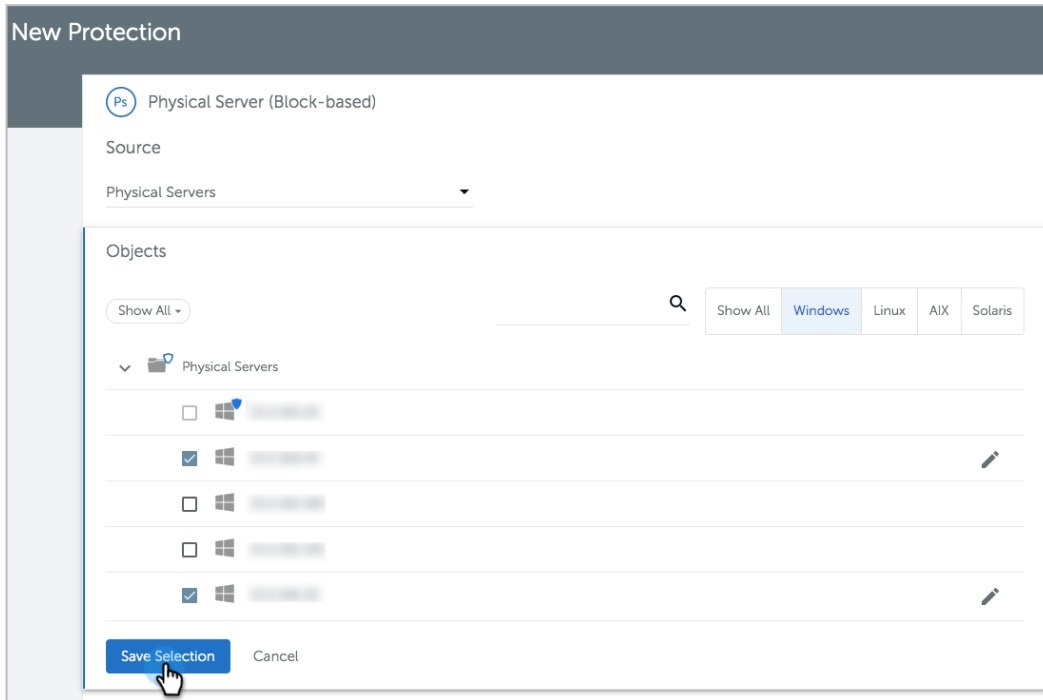 New Protection
Ps Physical Server (Block-based)
Source
Physical Servers
Objects
Show All
Show All Windows Linux AIX Solaris
Physical Servers
Save Selection Cancel